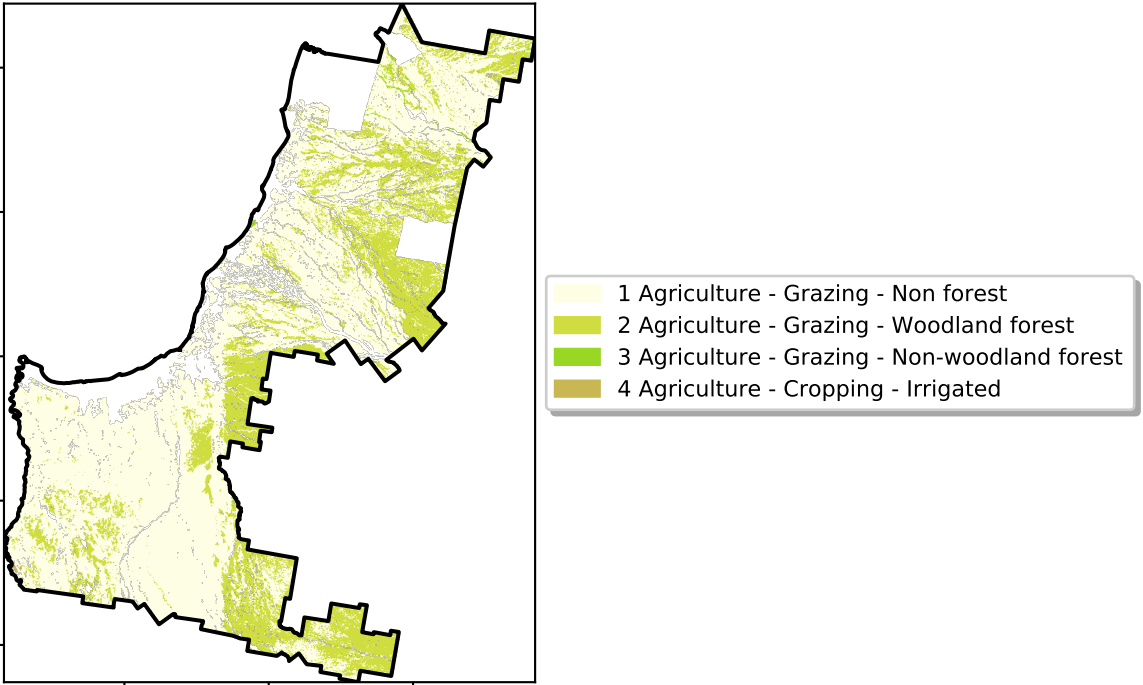 1 Agriculture - Grazing - Non forest
2 Agriculture - Grazing - Woodland forest
3 Agriculture - Grazing - Non-woodland forest
4 Agriculture - Cropping - Irrigated